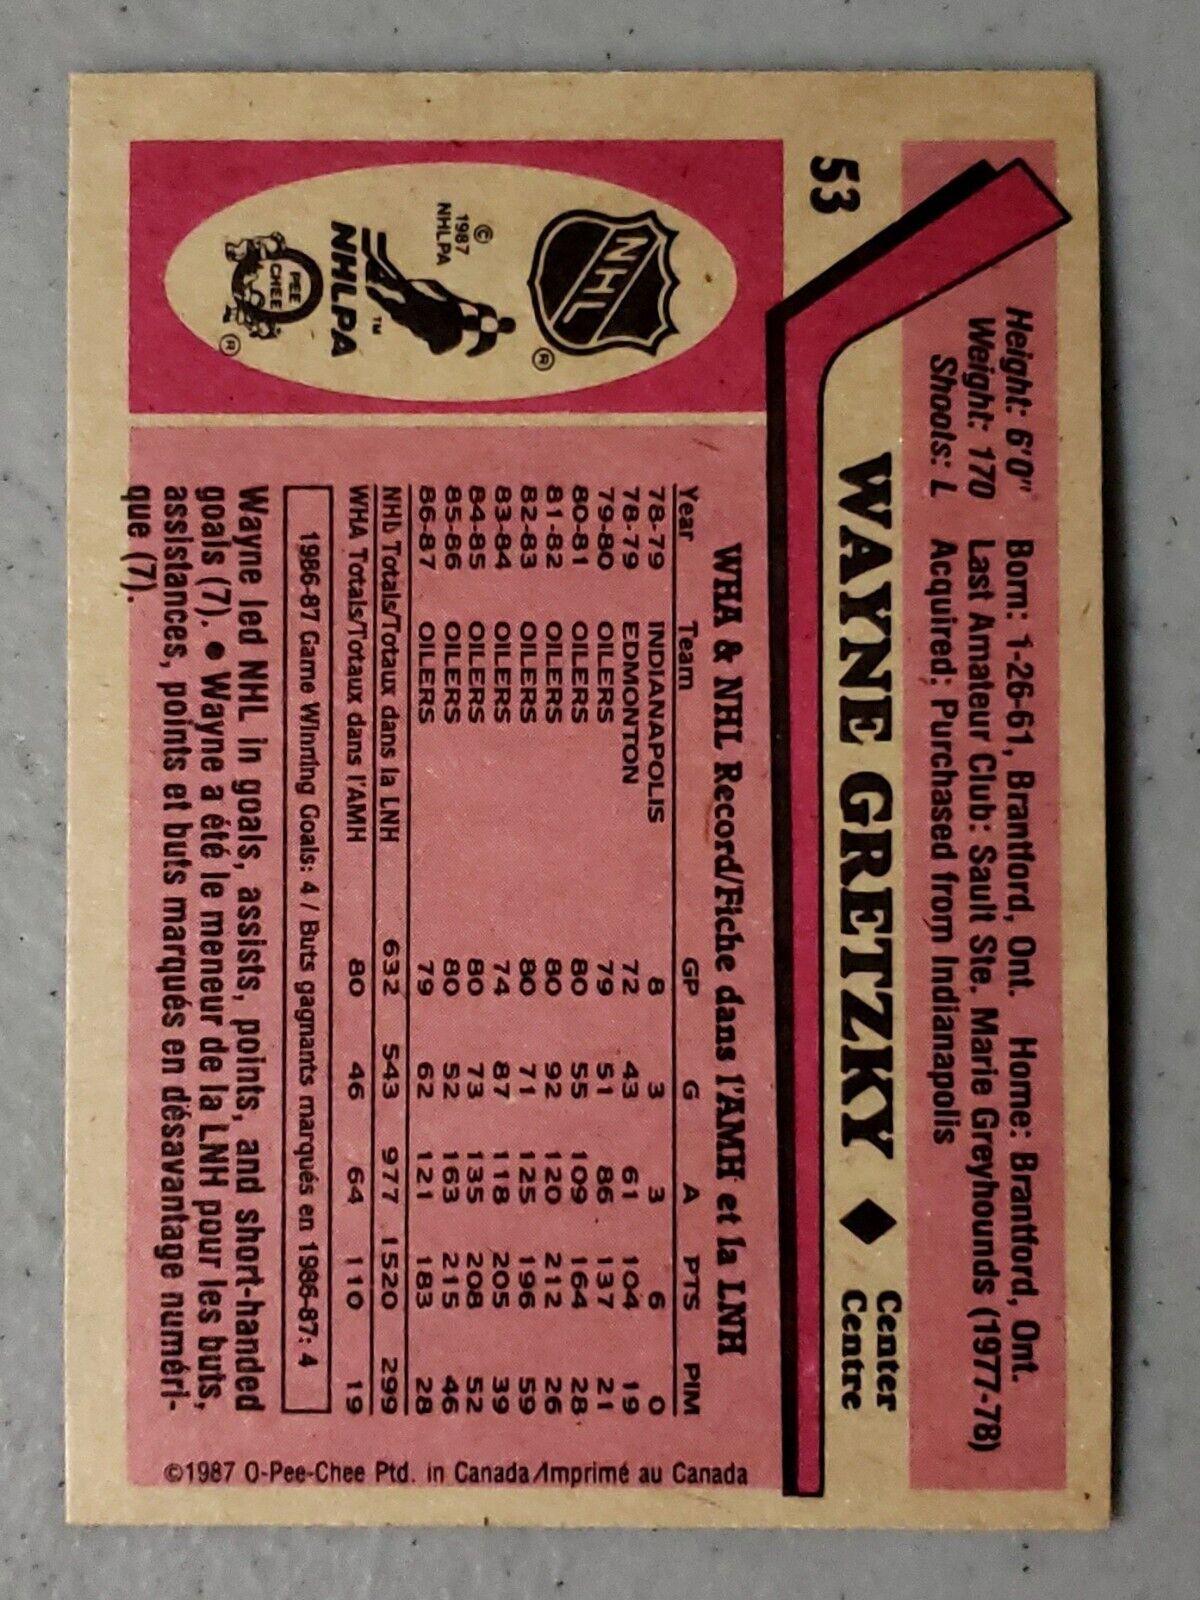 53
WAYNE GRETZKY ♦ Center
Centre
Height: 6'0" Born: 1-26-61, Brantford, Ont. Home: Brantford, Ont.
Weight: 170 Last Amateur Club: Sault Ste. Marie Greyhounds (1977-78)
Shoots: L Acquired: Purchased from Indianapolis
NHL
®
© 1987 NHLPA
NHLPA
™
O PEE CHEE
®
WHA & NHL Record/Fiche dans l'AMH et la LNH
Year Team GP G A PTS PIM
78-79 INDIANAPOLIS 8 3 3 6 0
78-79 EDMONTON 72 43 61 104 19
79-80 OILERS 79 51 86 137 21
80-81 OILERS 80 55 109 164 28
81-82 OILERS 80 92 120 212 26
82-83 OILERS 80 71 125 196 59
83-84 OILERS 74 87 118 205 39
84-85 OILERS 80 73 135 208 52
85-86 OILERS 80 52 163 215 46
86-87 OILERS 79 62 121 183 28
NHL Totals/Totaux dans la LNH 632 543 977 1520 299
WHA Totals/Totaux dans l'AMH 80 46 64 110 19
1986-87 Game Winning Goals: 4 / Buts gagnants marqués en 1986-87: 4
Wayne led NHL in goals, assists, points, and short-handed
goals (7). • Wayne a été le meneur de la LNH pour les buts,
assistances, points et buts marqués en désavantage numéri-
que (7).
©1987 O-Pee-Chee Ptd. in Canada/Imprimé au Canada